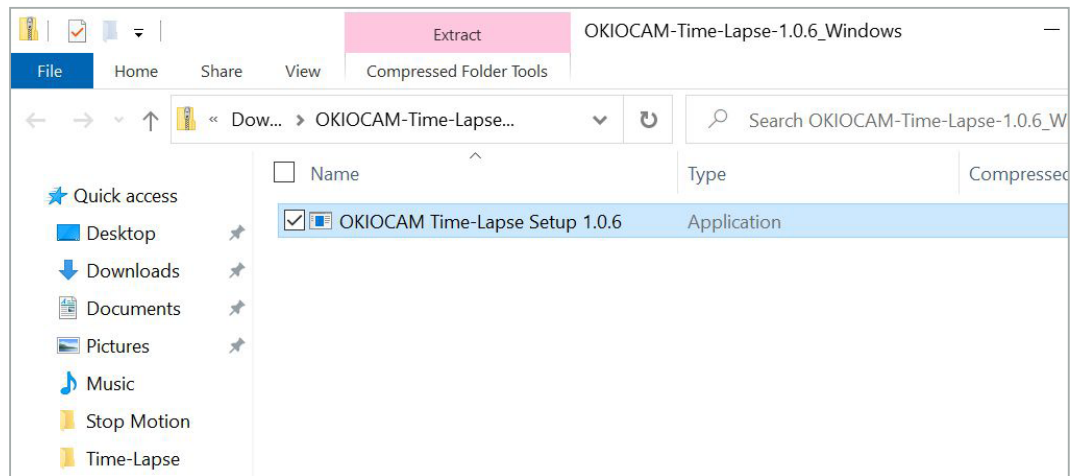 Extract
OKIOCAM-Time-Lapse-1.0.6_Windows
File
Home
Share
View
Compressed Folder Tools
« Dow... > OKIOCAM-Time-Lapse...
Search OKIOCAM-Time-Lapse-1.0.6_W
Name
Type
Compressed
Quick access
OKIOCAM Time-Lapse Setup 1.0.6
Application
Desktop
Downloads
Documents
Pictures
Music
Stop Motion
Time-Lapse